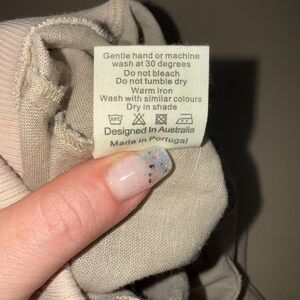 Gentle hand or machine
wash at 30 degrees
Do not bleach
Do not tumble dry
Warm iron
Wash with similar colours
Dry in shade
30°
Designed In Australia
Made in Portugal